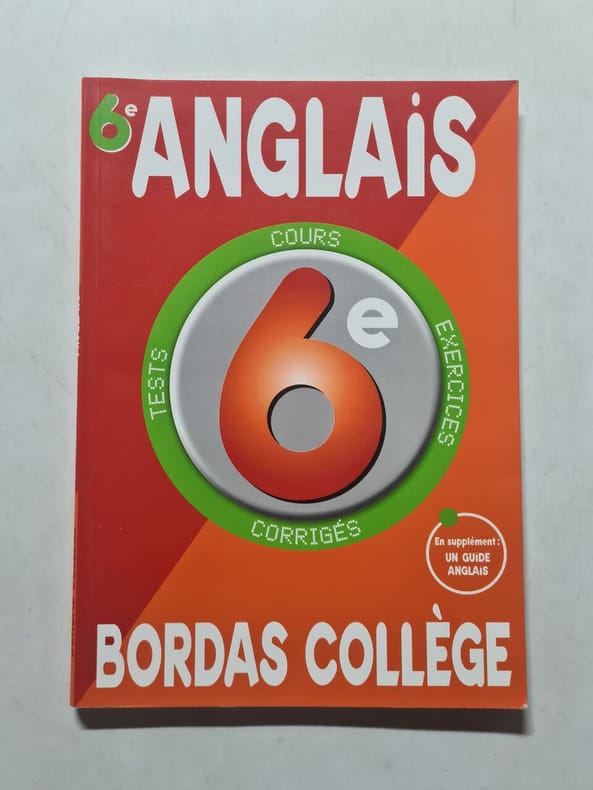 6e ANGLAiS
COURS
6e
TESTS
EXERCICES
CORRIGÉS
En supplément :
UN GUiDE
ANGLAiS
BORDAS COLLÈGE